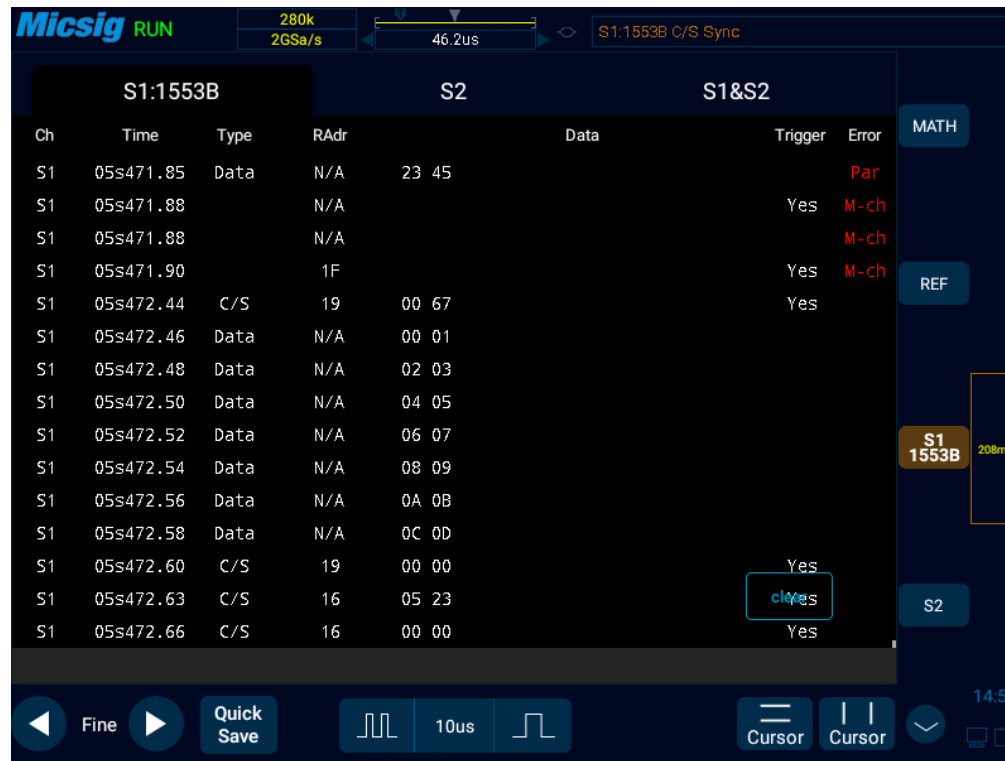 Micsig RUN 280k 2GSa/s 46.2us S1:1553B C/S Sync
S1:1553B S2 S1&S2
Ch Time Type RAdr Data Trigger Error
S1 05s471.85 Data N/A 23 45 Par
S1 05s471.88 N/A Yes M-ch
S1 05s471.88 N/A M-ch
S1 05s471.90 1F Yes M-ch
S1 05s472.44 C/S 19 00 67 Yes
S1 05s472.46 Data N/A 00 01
S1 05s472.48 Data N/A 02 03
S1 05s472.50 Data N/A 04 05
S1 05s472.52 Data N/A 06 07
S1 05s472.54 Data N/A 08 09
S1 05s472.56 Data N/A 0A 0B
S1 05s472.58 Data N/A 0C 0D
S1 05s472.60 C/S 19 00 00 Yes
S1 05s472.63 C/S 16 05 23 Yes
clear
S1 05s472.66 C/S 16 00 00 Yes
MATH
REF
S1
1553B
208m
S2
14:5
Fine
Quick
Save
10us
Cursor
Cursor